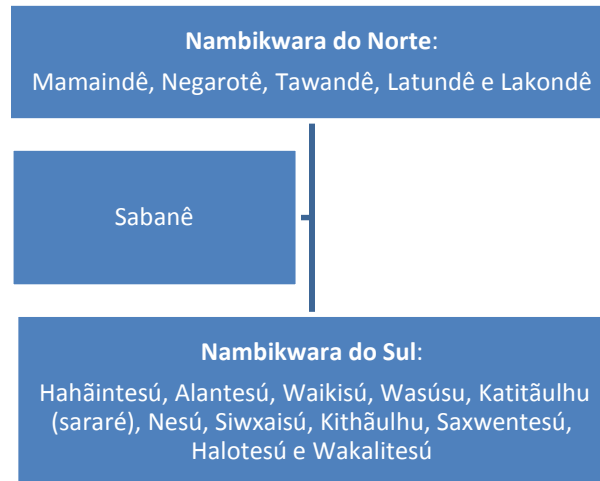 Nambikwara do Norte:
Mamaindê, Negarotê, Tawandê, Latundê e Lakondê
Sabanê
Nambikwara do Sul:
Hahãintesú, Alantesú, Waikisú, Wasúsu, Katitãulhu
(sararé), Nesú, Siwxaisú, Kithãulhu, Saxwentesú,
Halotesú e Wakalitesú